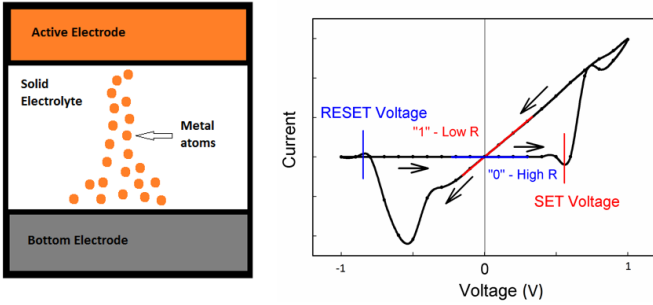 Active Electrode
Solid
Electrolyte
Metal
atoms
Bottom Electrode
Current
RESET Voltage
"1" - Low R
"0" - High R
SET Voltage
-1
0
1
Voltage (V)